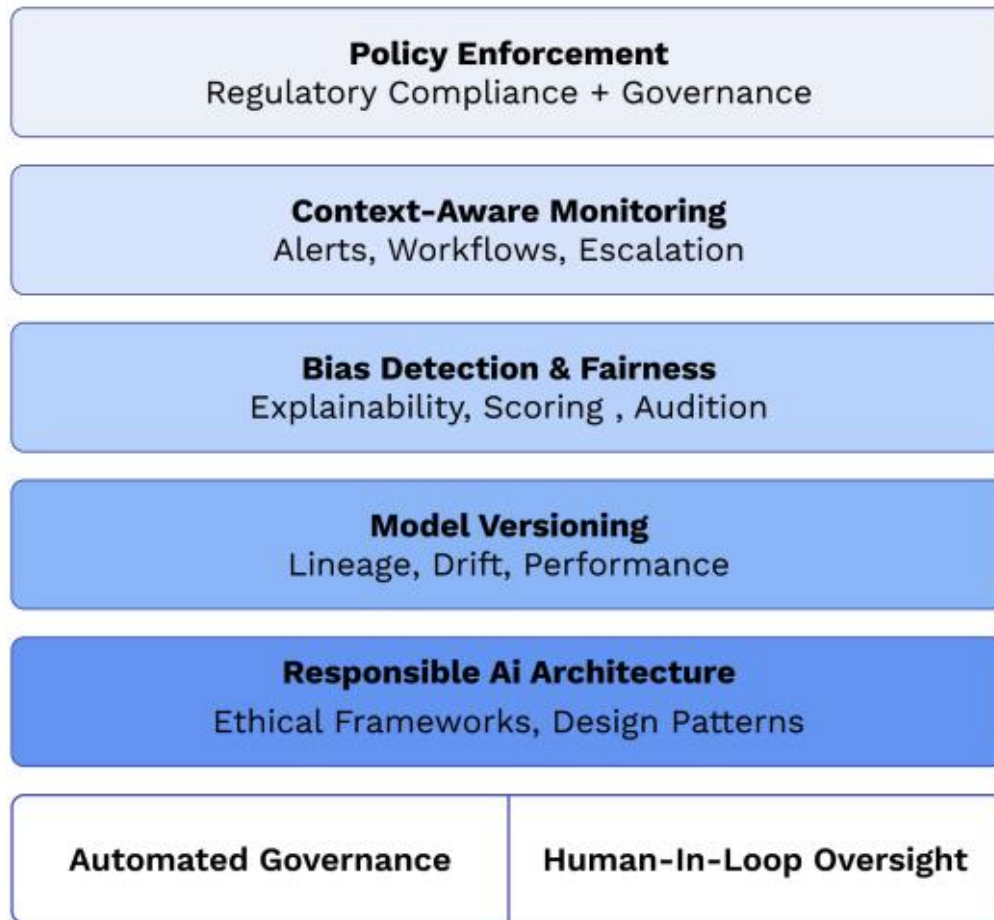 Policy Enforcement
Regulatory Compliance + Governance
Context-Aware Monitoring
Alerts, Workflows, Escalation
Bias Detection & Fairness
Explainability, Scoring , Audition
Model Versioning
Lineage, Drift, Performance
Responsible Ai Architecture
Ethical Frameworks, Design Patterns
Automated Governance
Human-In-Loop Oversight